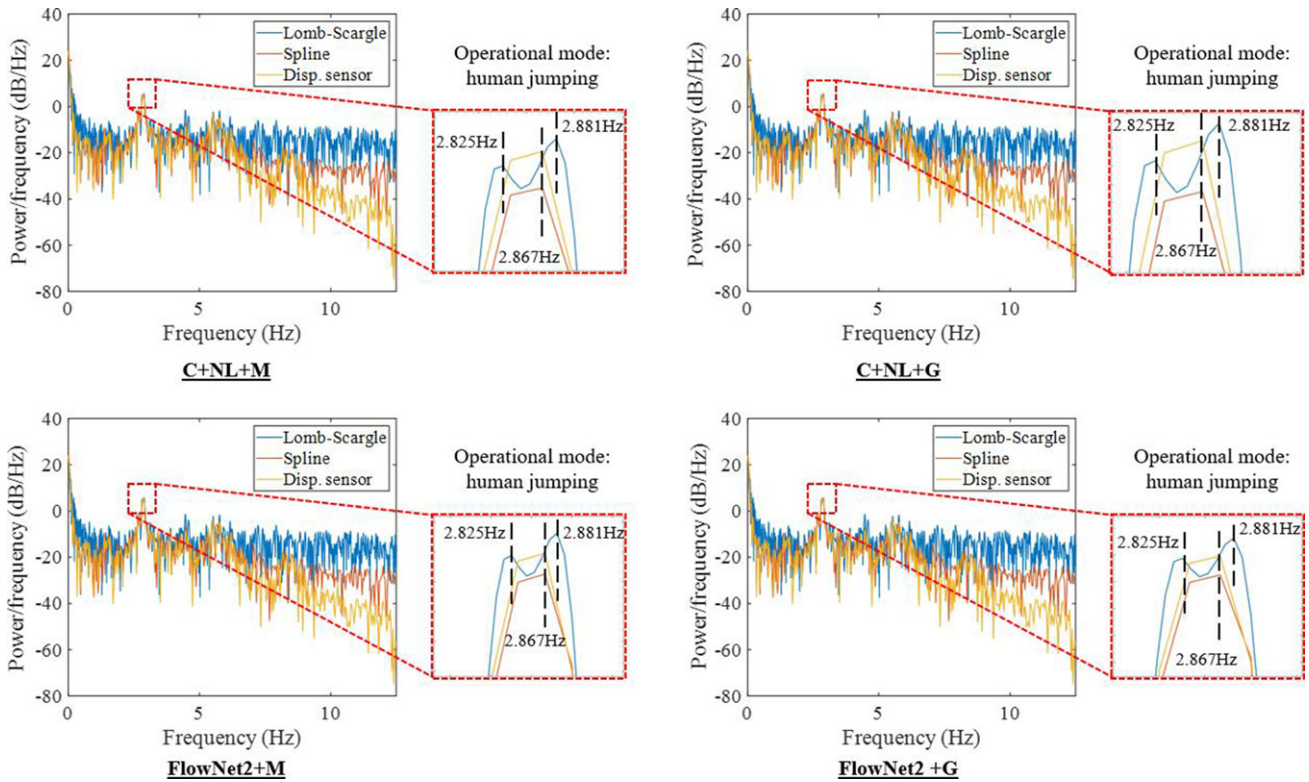 40
20
0
-20
-40
-60
-80
Power/frequency (dB/Hz)
0
5
10
Frequency (Hz)
Lomb-Scargle
Spline
Disp. sensor
Operational mode:
human jumping
2.825Hz
2.881Hz
2.867Hz
C+NL+M
40
20
0
-20
-40
-60
-80
Power/frequency (dB/Hz)
0
5
10
Frequency (Hz)
Lomb-Scargle
Spline
Disp. sensor
Operational mode:
human jumping
2.825Hz
2.881Hz
2.867Hz
C+NL+G
40
20
0
-20
-40
-60
-80
Power/frequency (dB/Hz)
0
5
10
Frequency (Hz)
Lomb-Scargle
Spline
Disp. sensor
Operational mode:
human jumping
2.825Hz
2.881Hz
2.867Hz
FlowNet2+M
40
20
0
-20
-40
-60
-80
Power/frequency (dB/Hz)
0
5
10
Frequency (Hz)
Lomb-Scargle
Spline
Disp. sensor
Operational mode:
human jumping
2.825Hz
2.881Hz
2.867Hz
FlowNet2 +G